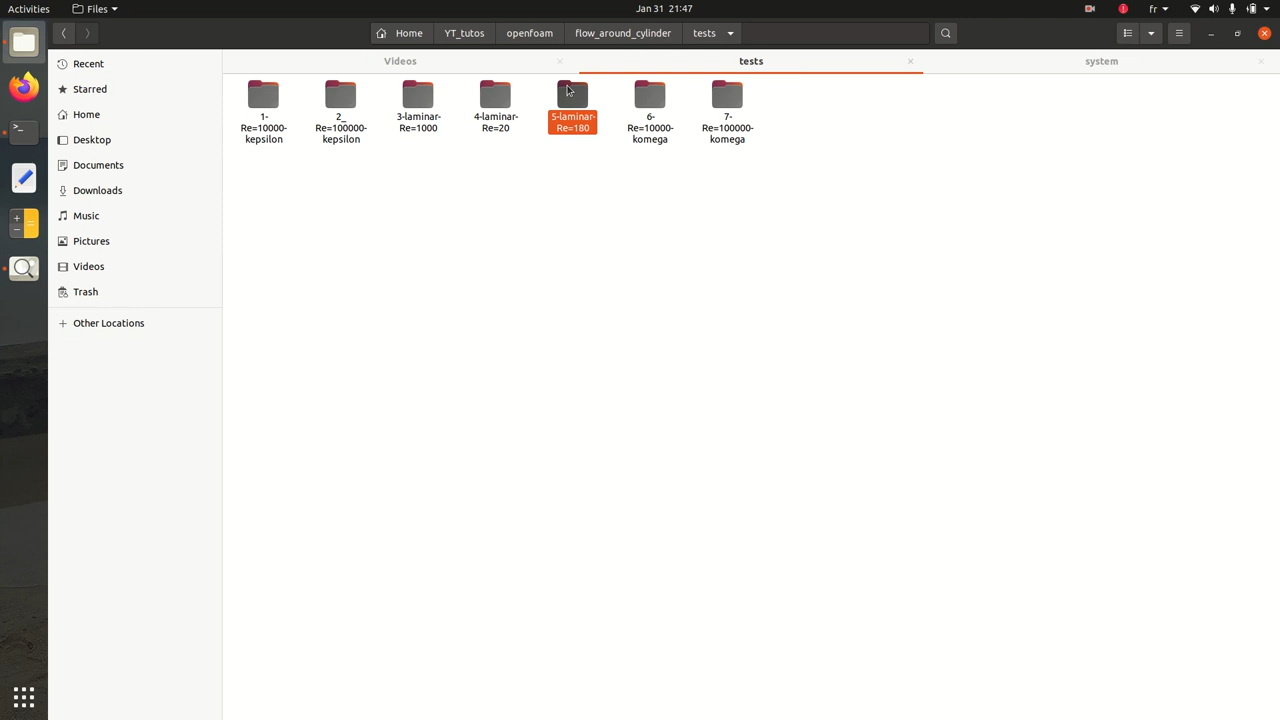 Activities
Files
Jan 31 21:47
fr
Home
YT_tutos
openfoam
flow_around_cylinder
tests
Videos
tests
system
Recent
Starred
Home
Desktop
Documents
Downloads
Music
Pictures
Videos
Trash
Other Locations
1-
Re=10000-
kepsilon
2_
Re=100000-
kepsilon
3-laminar-
Re=1000
4-laminar-
Re=20
5-laminar-
Re=180
6-
Re=10000-
komega
7-
Re=100000-
komega